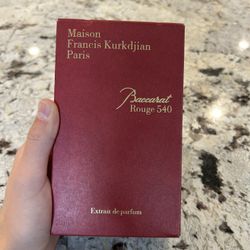 Maison
Francis Kurkdjian
Paris
Baccarat
Rouge 540
Extrait de parfum